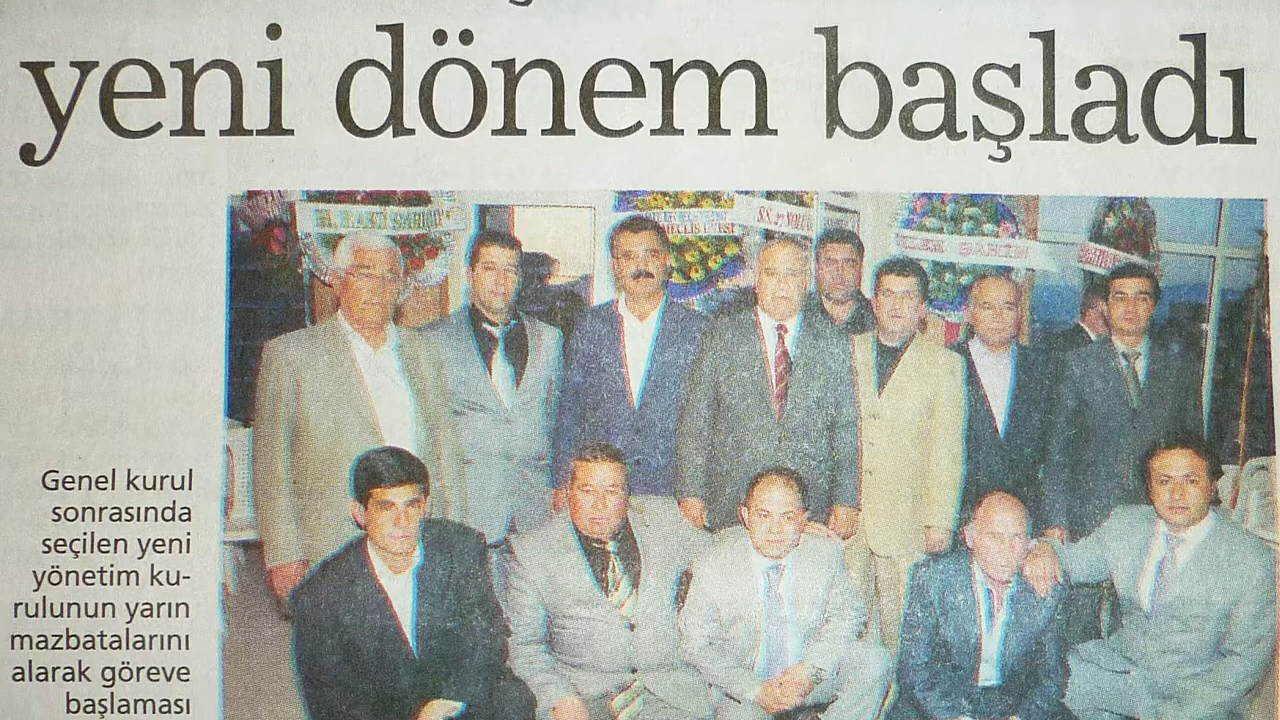 yeni dönem başladı
Genel kurul
sonrasında
seçilen yeni
yönetim ku-
rulunun yarın
mazbatalarını
alarak göreve
başlaması